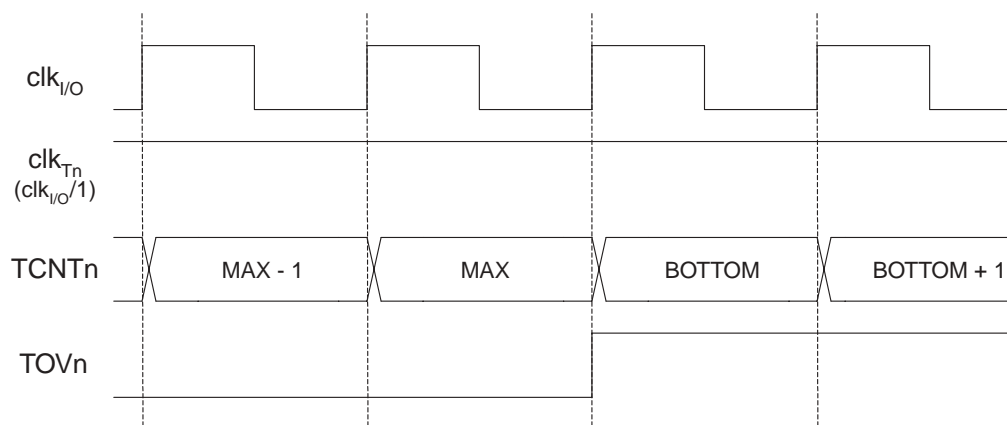 clkI/O
clkTn
(clkI/O/1)
TCNTn MAX - 1 MAX BOTTOM BOTTOM + 1
TOVn